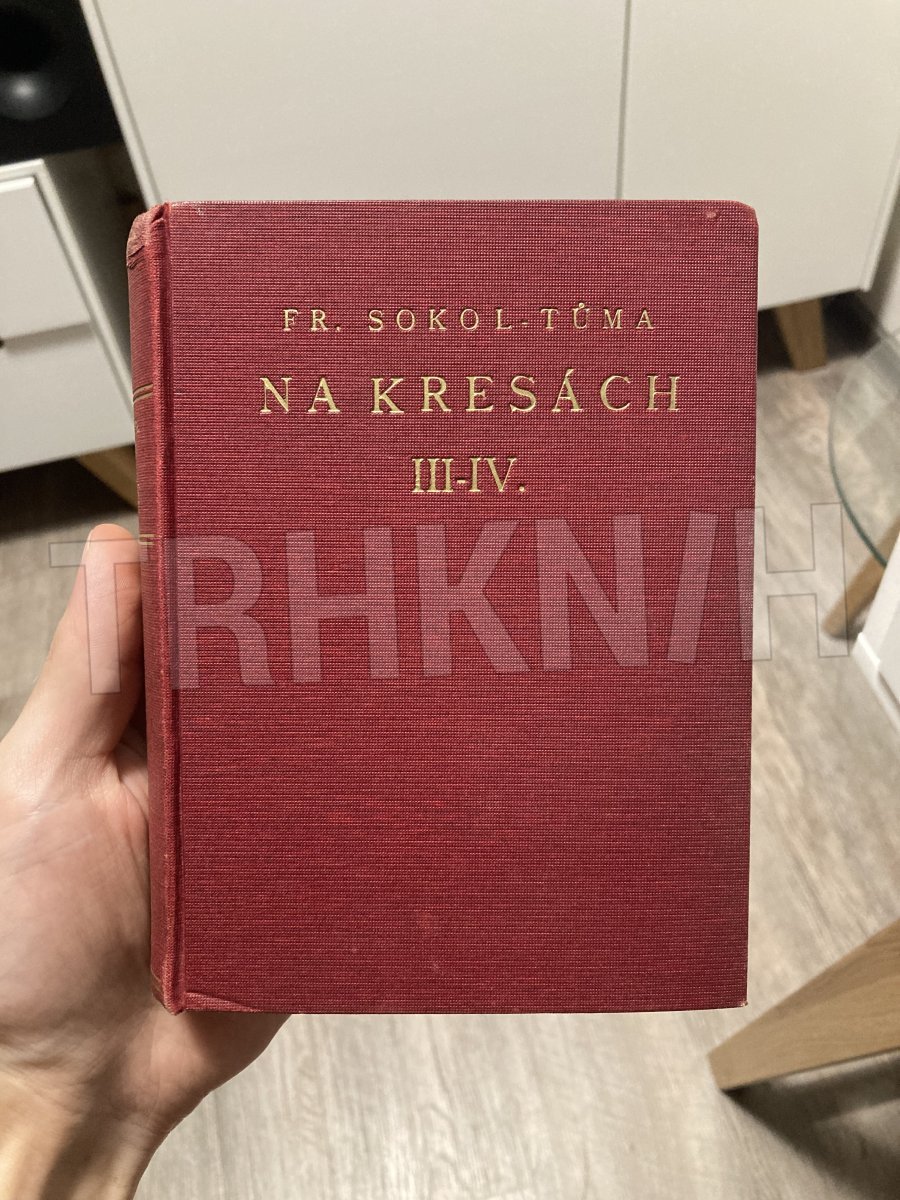 FR. SOKOL-TŮMA
NA KRESÁCH
III-IV.
TRHKNIH